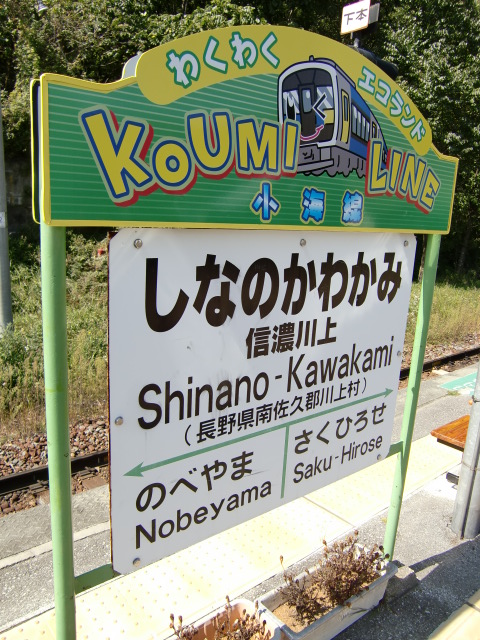 下本
わくわく
エコランド
KOUMI LINE
小海線
しなのかわかみ
信濃川上
Shinano-Kawakami
(長野県南佐久郡川上村)
のべやま
Nobeyama
さくひろせ
Saku-Hirose